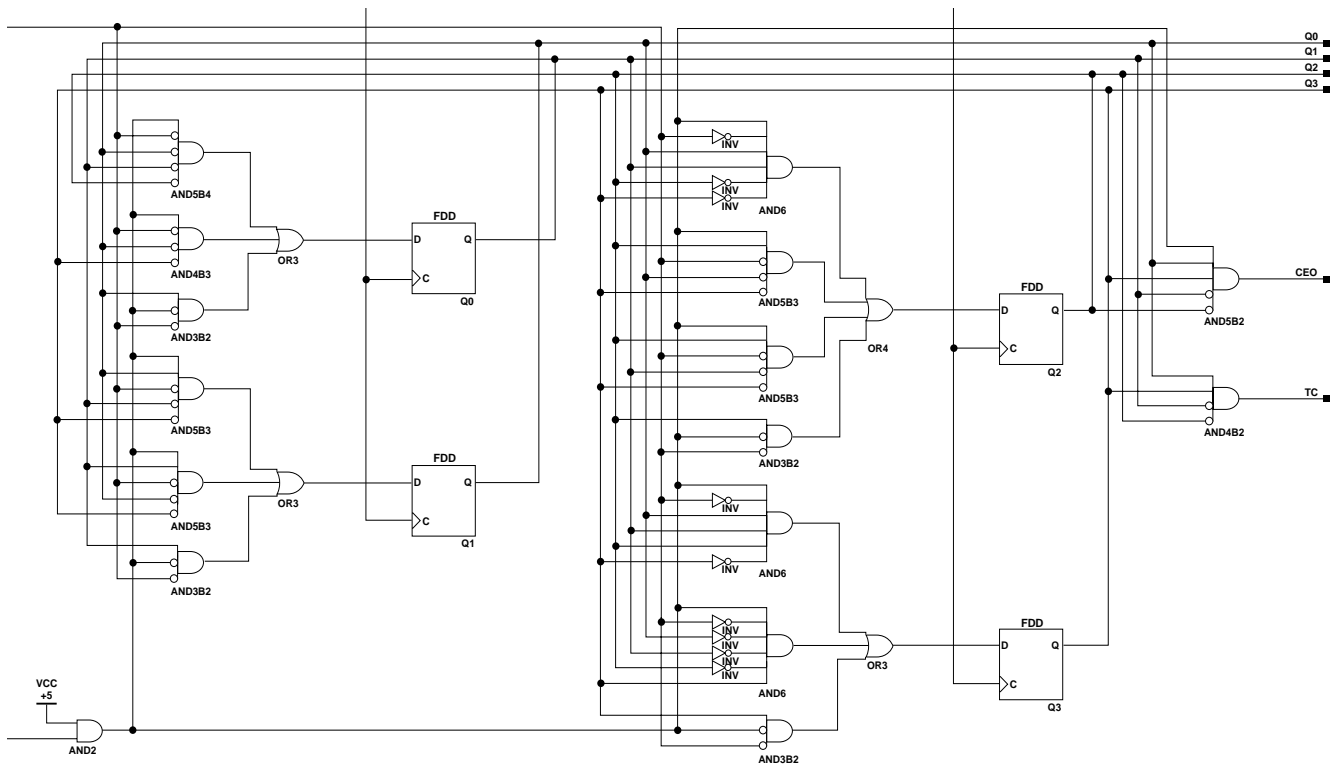 Q0
Q1
Q2
Q3
INV
AND5B4
INV
INV
AND6
FDD
D
Q
C
Q0
AND4B3
OR3
AND3B2
AND5B3
FDD
D
Q
C
Q2
OR4
AND5B2
CEO
AND5B3
AND5B3
TC
AND4B2
AND3B2
FDD
D
Q
C
Q1
OR3
AND5B3
INV
INV
AND6
AND3B2
INV
INV
INV
INV
AND6
FDD
D
Q
C
Q3
OR3
VCC
+5
AND2
AND3B2